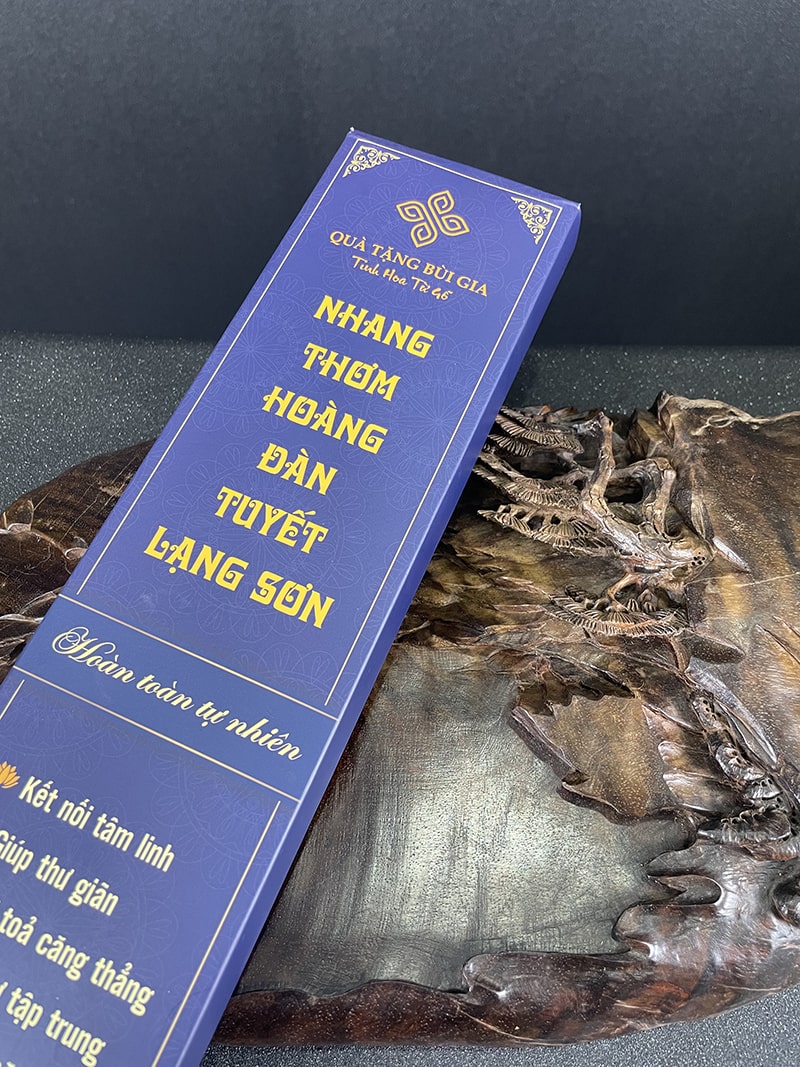 QUÀ TẶNG BÙI GIA
Tinh Hoa Từ Gỗ
NHANG
THƠM
HOÀNG
ĐÀN
TUYẾT
LẠNG SƠN
Hoàn toàn tự nhiên
Kết nối tâm linh
Giúp thư giãn
toả căng thẳng
tập trung